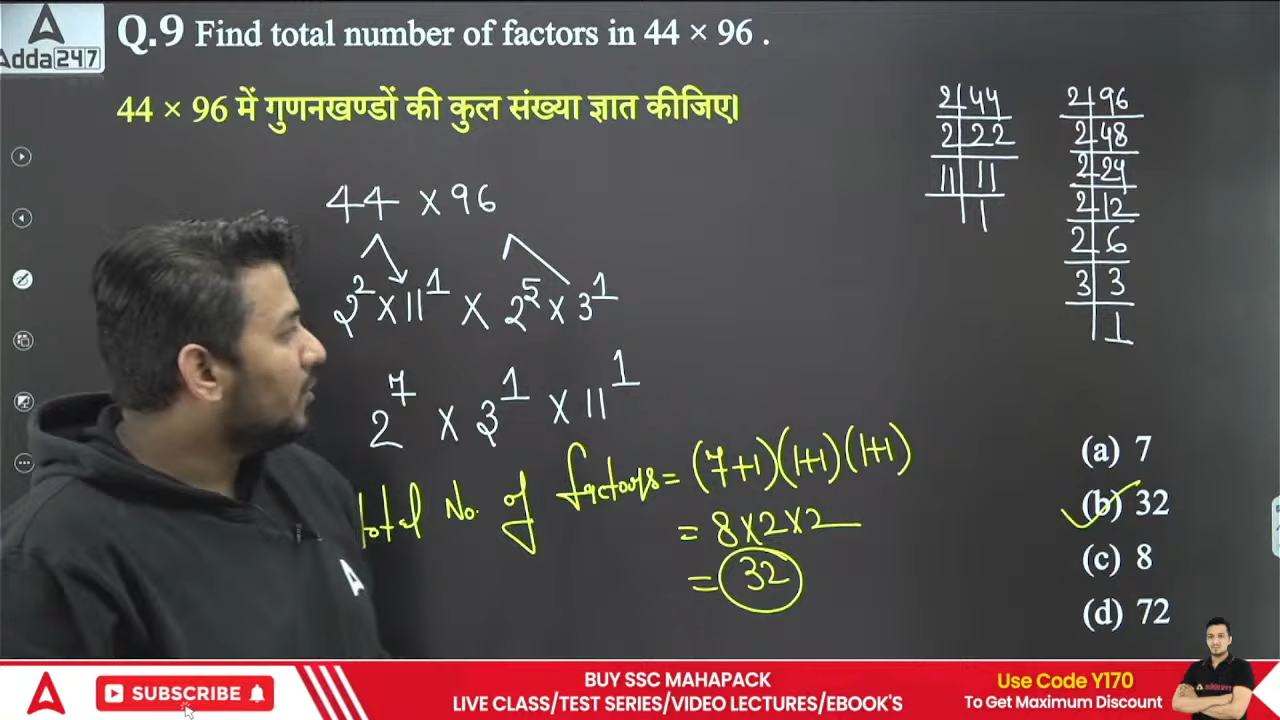 Adda247
Q.9 Find total number of factors in 44 × 96 .
44 × 96 में गुणनखण्डों की कुल संख्या ज्ञात कीजिए।
2 44
2 22
11 11
1
2 96
2 48
2 24
2 12
2 6
3 3
1
44 × 96
2² × 11¹ × 2⁵ × 3¹
2⁷ × 3¹ × 11¹
total No. of factors = (7+1)(1+1)(1+1)
= 8×2×2
= 32
(a) 7
(b) 32
(c) 8
(d) 72
SUBSCRIBE
BUY SSC MAHAPACK
LIVE CLASS/TEST SERIES/VIDEO LECTURES/EBOOK'S
Use Code Y170
To Get Maximum Discount